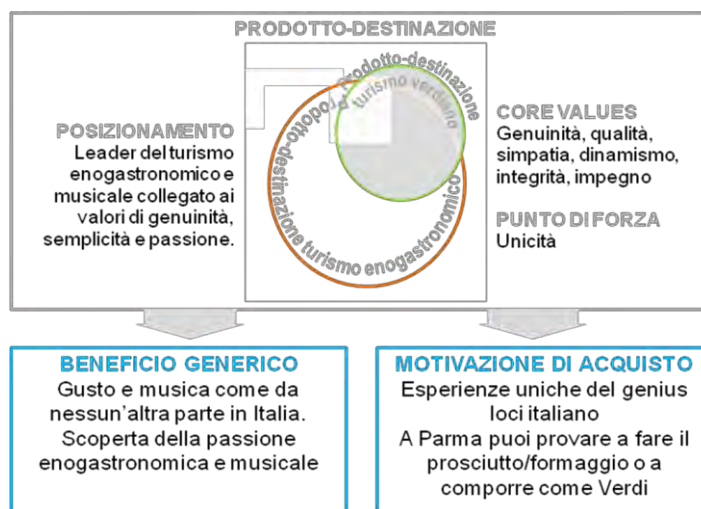 PRODOTTO-DESTINAZIONE
POSIZIONAMENTO
Leader del turismo
enogastronomico e
musicale collegato ai
valori di genuinità,
semplicità e passione.
Prodotto-destinazione
turismo verdiano
Prodotto-destinazione turismo enogastronomico
CORE VALUES
Genuinità, qualità,
simpatia, dinamismo,
integrità, impegno
PUNTO DI FORZA
Unicità
BENEFICIO GENERICO
Gusto e musica come da
nessun'altra parte in Italia.
Scoperta della passione
enogastronomica e musicale
MOTIVAZIONE DI ACQUISTO
Esperienze uniche del genius
loci italiano
A Parma puoi provare a fare il
prosciutto/formaggio o a
comporre come Verdi